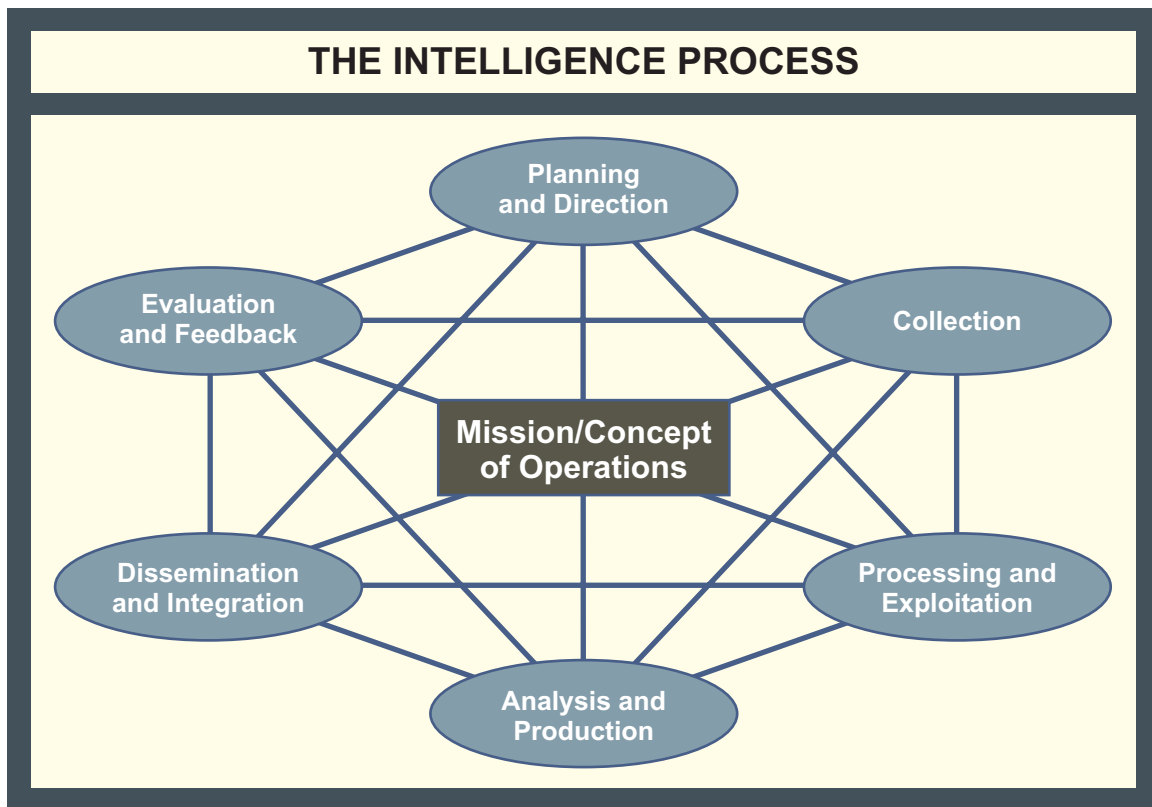 THE INTELLIGENCE PROCESS
Planning
and Direction
Evaluation
and Feedback
Collection
Mission/Concept
of Operations
Dissemination
and Integration
Processing and
Exploitation
Analysis and
Production